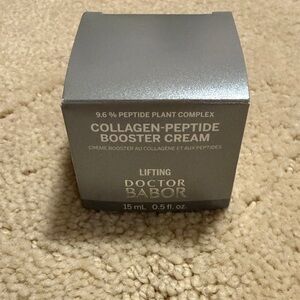 9.6 % PEPTIDE PLANT COMPLEX
COLLAGEN-PEPTIDE
BOOSTER CREAM
CRÈME BOOSTER AU COLLAGÈNE ET AUX PEPTIDES
LIFTING
DOCTOR
BABOR
15 mL 0.5 fl. oz.